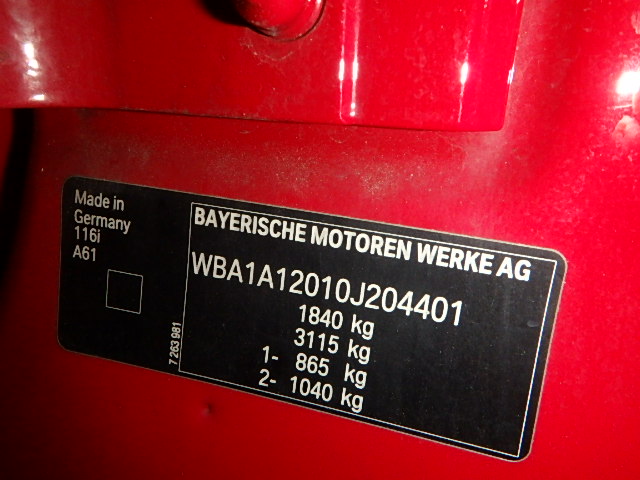 Made in
Germany
116i
A61
7 263 981
BAYERISCHE MOTOREN WERKE AG
WBA1A12010J204401
1840 kg
3115 kg
1- 865 kg
2- 1040 kg